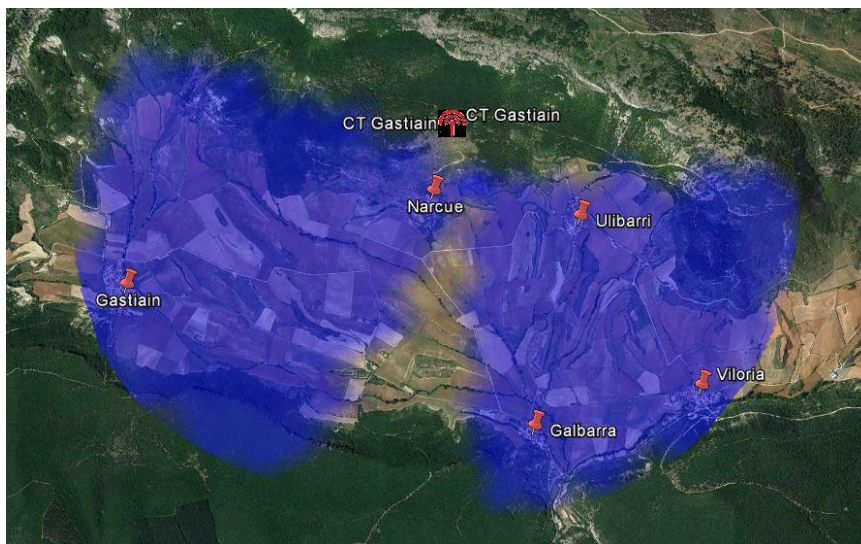 CT Gastiain
CT Gastiain
Narcue
Ulibarri
Gastiain
Viloria
Galbarra